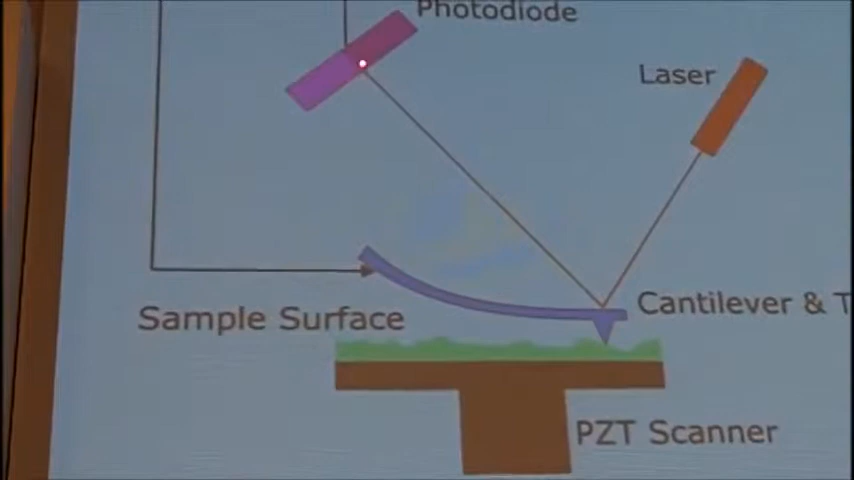 Photodiode
Laser
Cantilever & T
Sample Surface
PZT Scanner